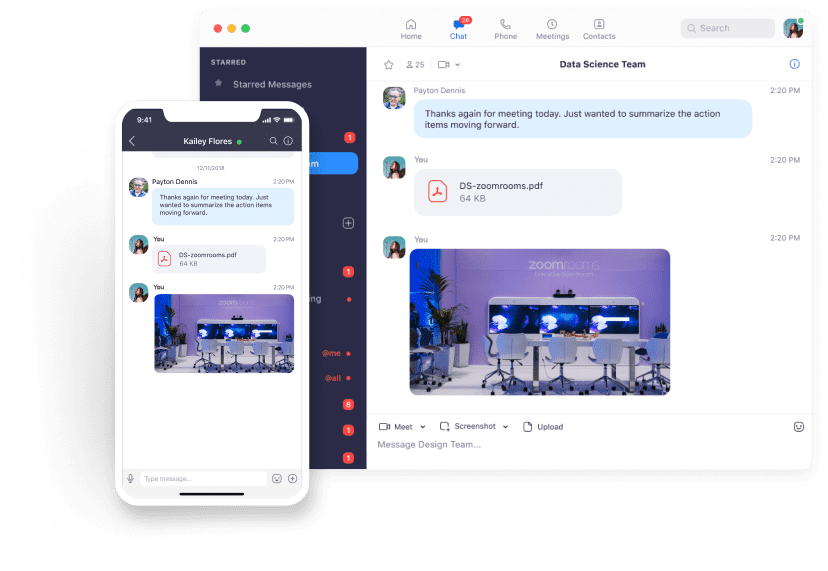 26
Home
Chat
Phone
Meetings
Contacts
Search
STARRED
Starred Messages
1
1
@me
@all
8
1
1
25
Data Science Team
Payton Dennis
2:20 PM
Thanks again for meeting today. Just wanted to summarize the action
items moving forward.
You
2:20 PM
DS-zoomrooms.pdf
64 KB
You
2:20 PM
zoomrooms
Meet
Screenshot
Upload
Message Design Team...
9:41
Kailey Flores
12/11/2018
Payton Dennis
2:20 PM
Thanks again for meeting today. Just
wanted to summarize the action items
moving forward.
You
2:20 PM
DS-zoomrooms.pdf
64 KB
You
2:20 PM
zoomrooms
Type message...